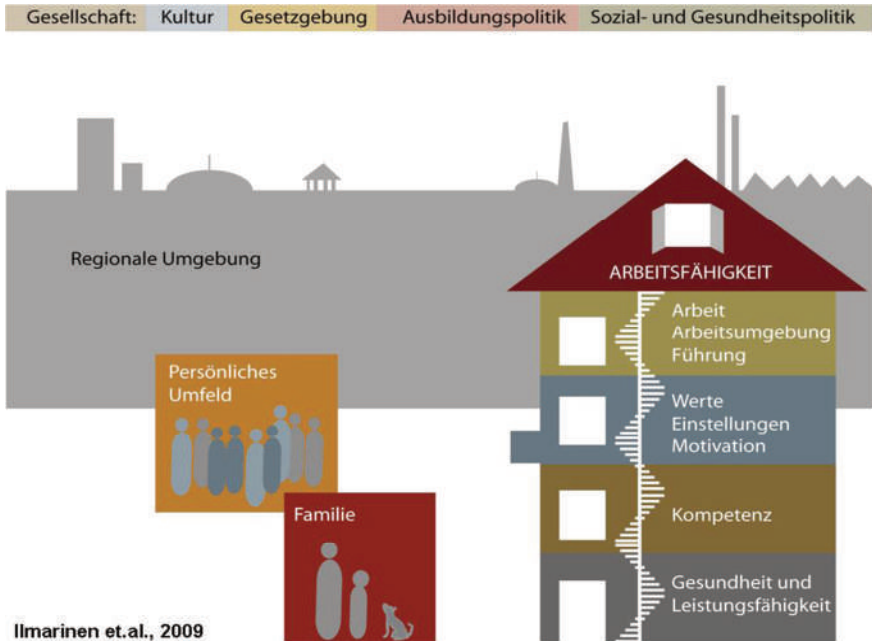 Gesellschaft: Kultur Gesetzgebung Ausbildungspolitik Sozial- und Gesundheitspolitik
Regionale Umgebung
ARBEITSFÄHIGKEIT
Arbeit
Arbeitsumgebung
Führung
Persönliches
Umfeld
Werte
Einstellungen
Motivation
Familie
Kompetenz
Gesundheit und
Leistungsfähigkeit
Ilmarinen et.al., 2009